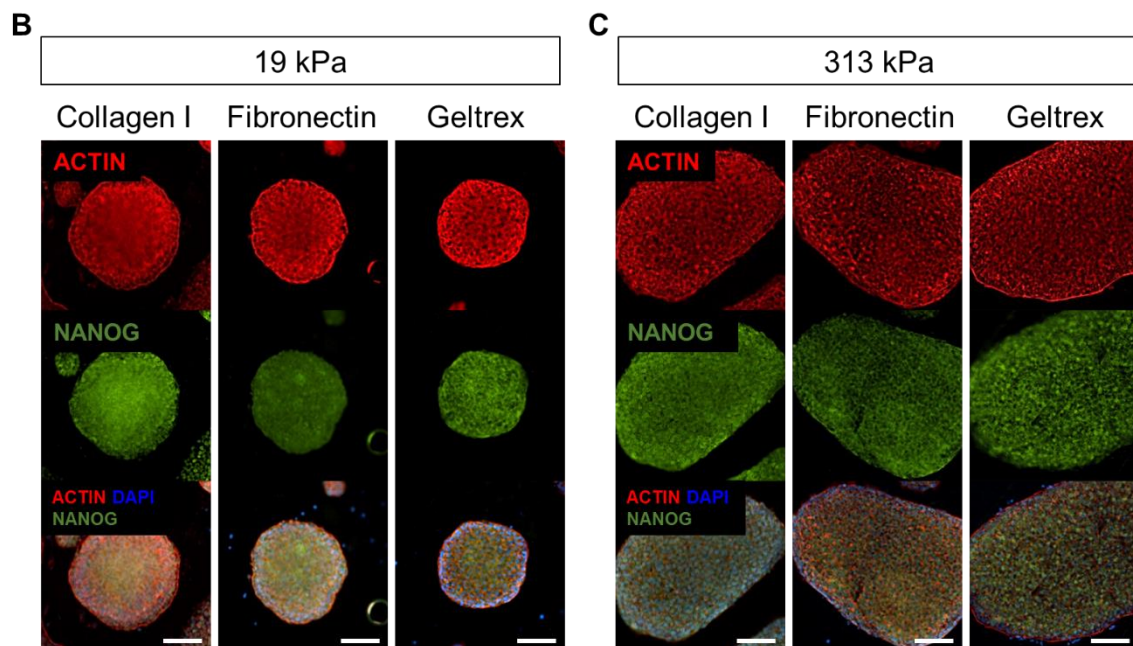 B
19 kPa
Collagen I Fibronectin Geltrex
ACTIN
NANOG
ACTIN DAPI
NANOG
C
313 kPa
Collagen I Fibronectin Geltrex
ACTIN
NANOG
ACTIN DAPI
NANOG